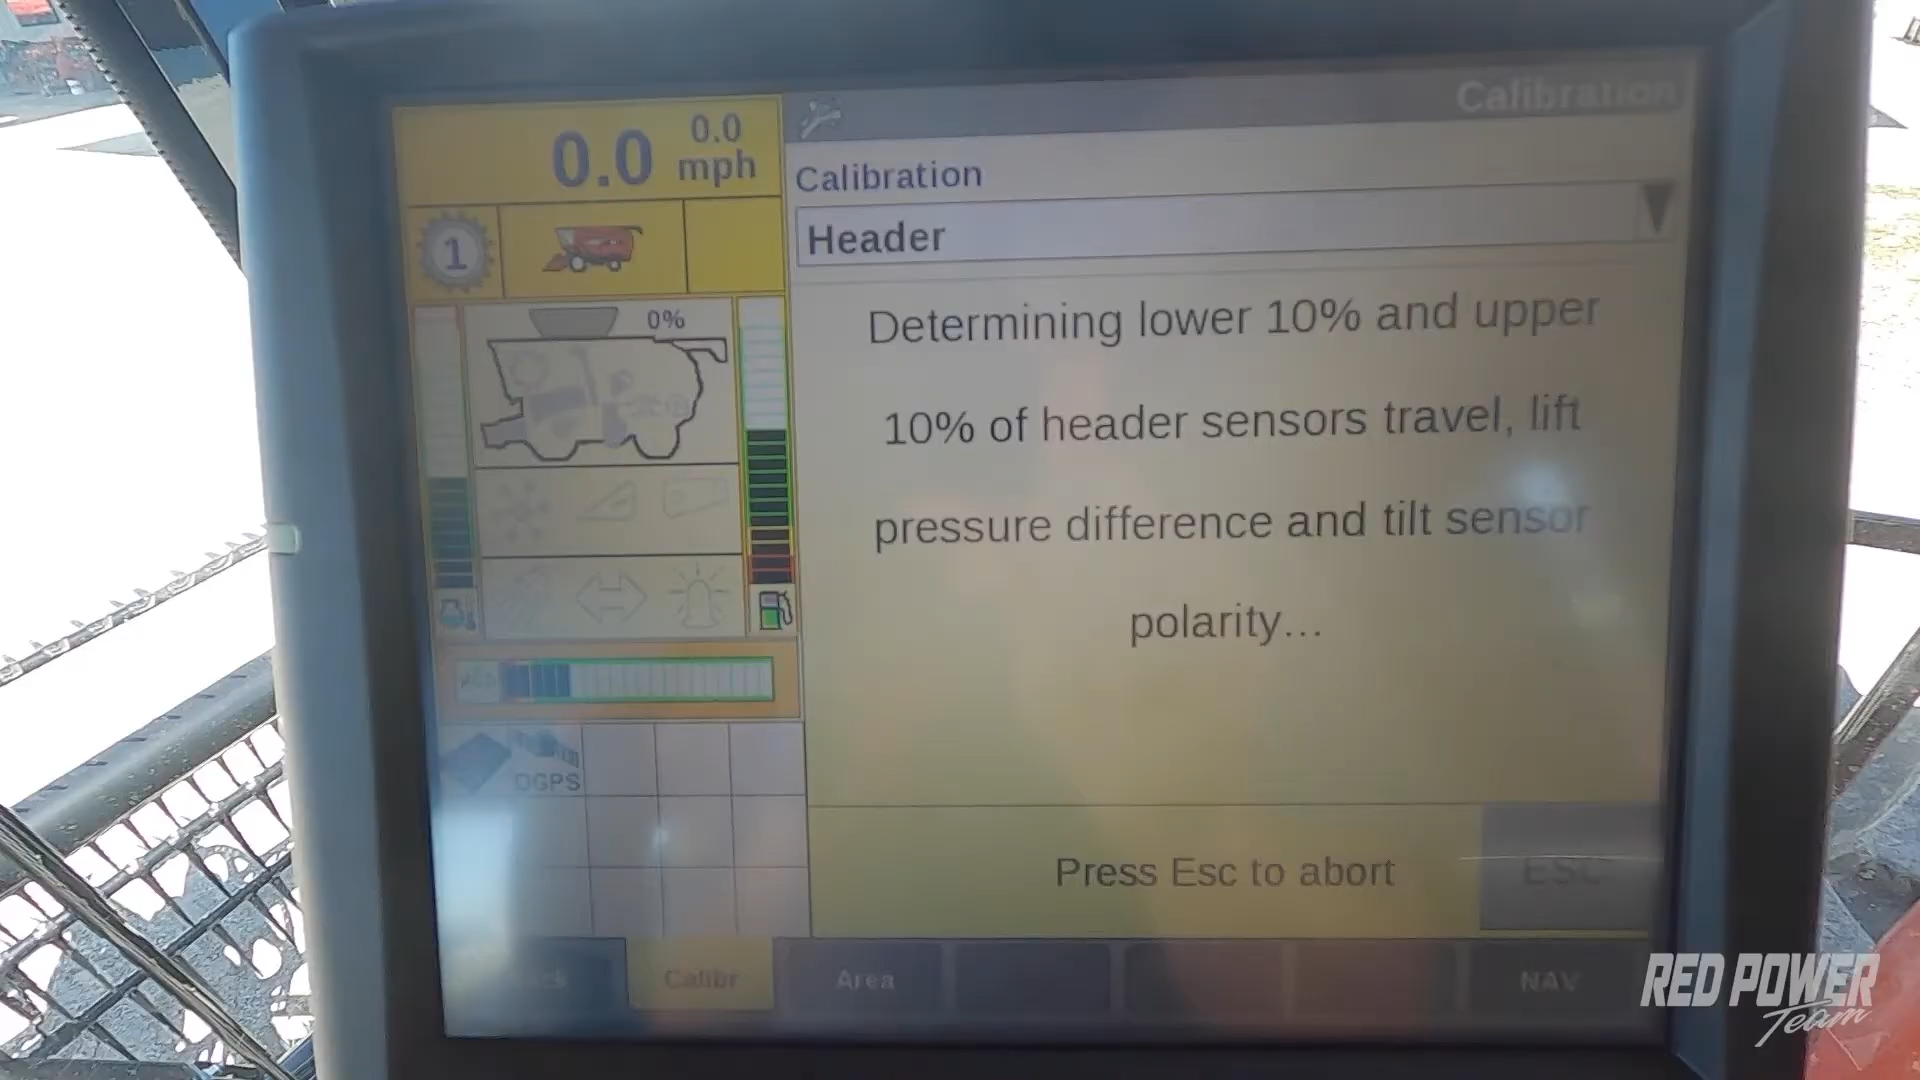 Calibration
0.0
0.0
mph
Calibration
1
Header
0%
Determining lower 10% and upper
10% of header sensors travel, lift
pressure difference and tilt sensor
polarity...
DGPS
Press Esc to abort
ESC
Calibr
Area
NAV
RED POWER
Team